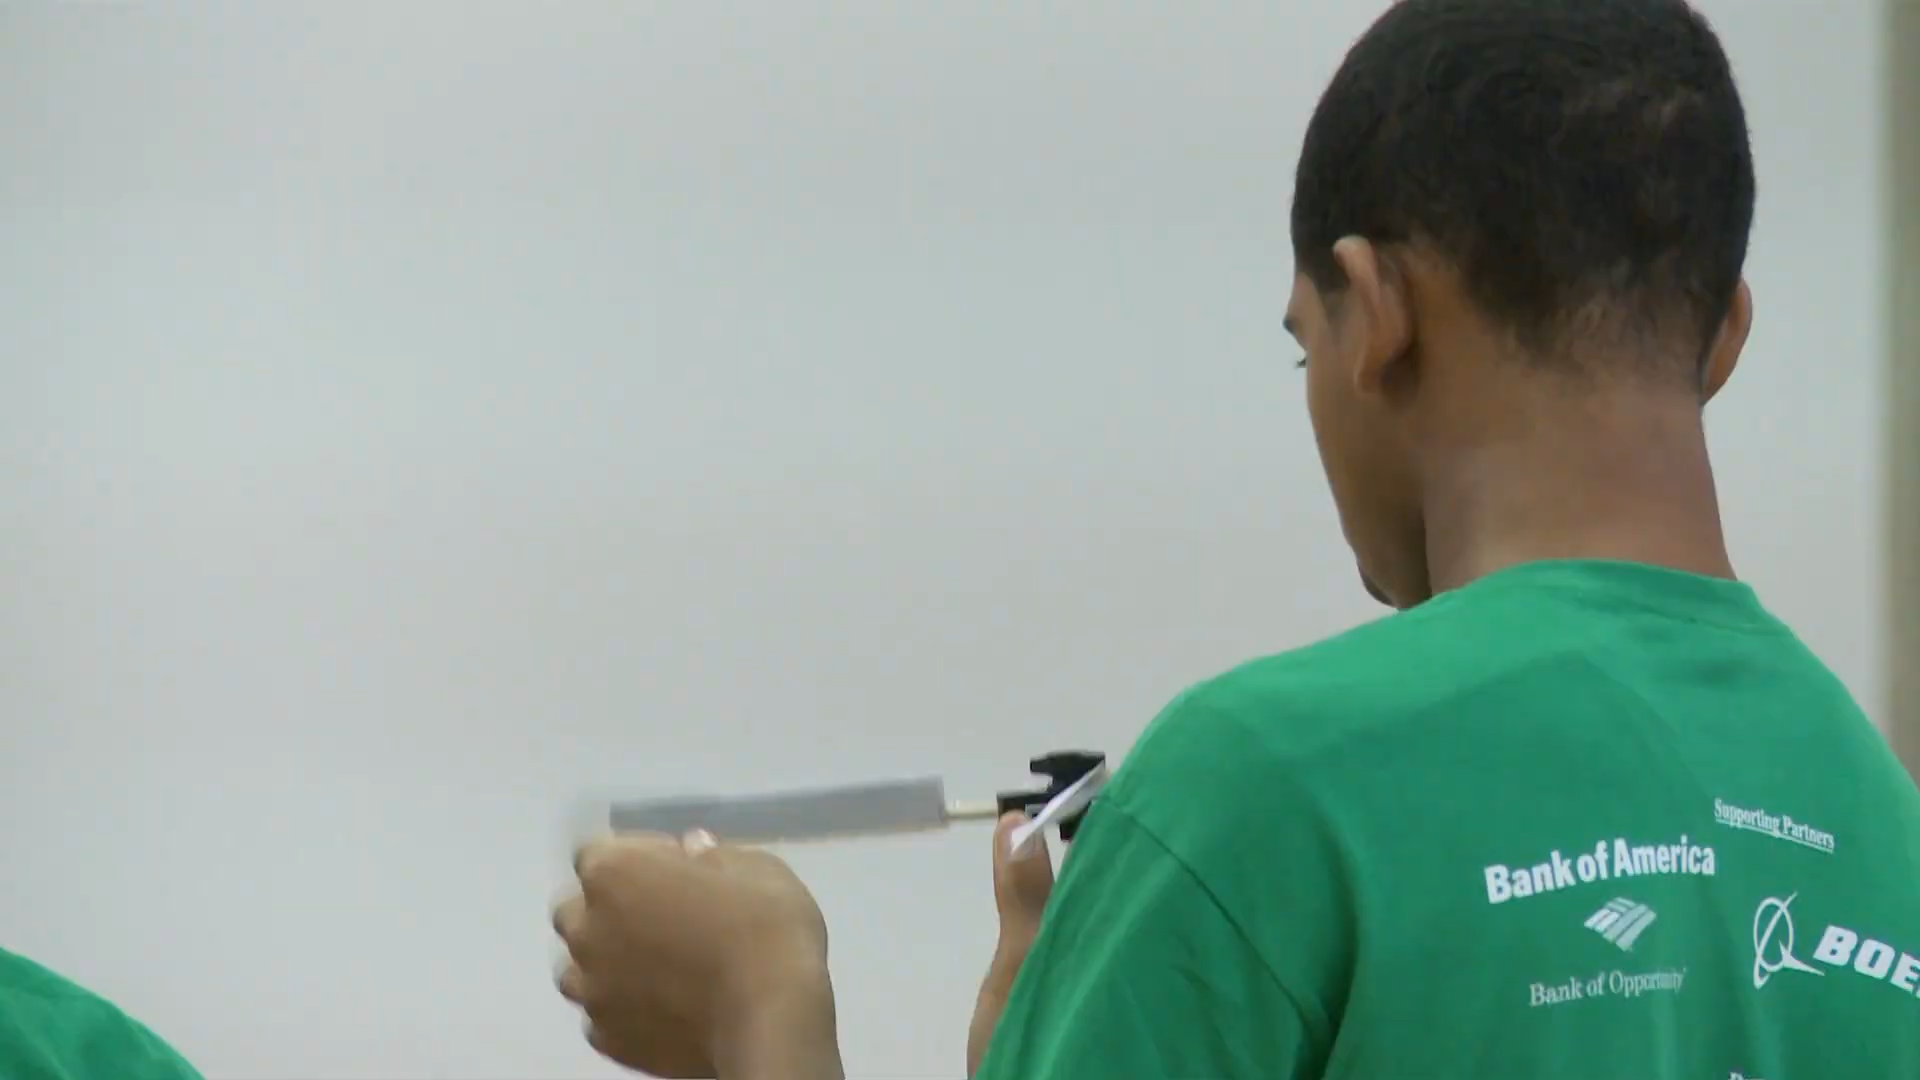 Supporting Partners
Bank of America
BOE
Bank of Opportunity